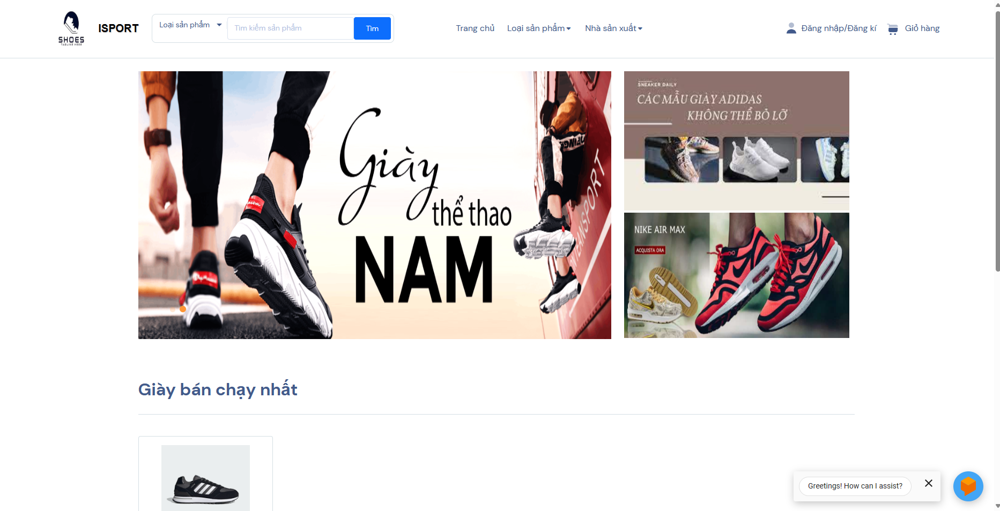 SHOES
TAGLINE HERE
ISPORT
Loại sản phẩm
Tìm kiếm sản phẩm
Tìm
Trang chủ
Loại sản phẩm
Nhà sản xuất
Đăng nhập/Đăng kí
Giỏ hàng
Giày
thể thao
NAM
SNEAKER DAILY
CÁC MẪU GIÀY ADIDAS
KHÔNG THỂ BỎ LỠ
NIKE AIR MAX
ACQUISTA ORA
Giày bán chạy nhất
Greetings! How can I assist?